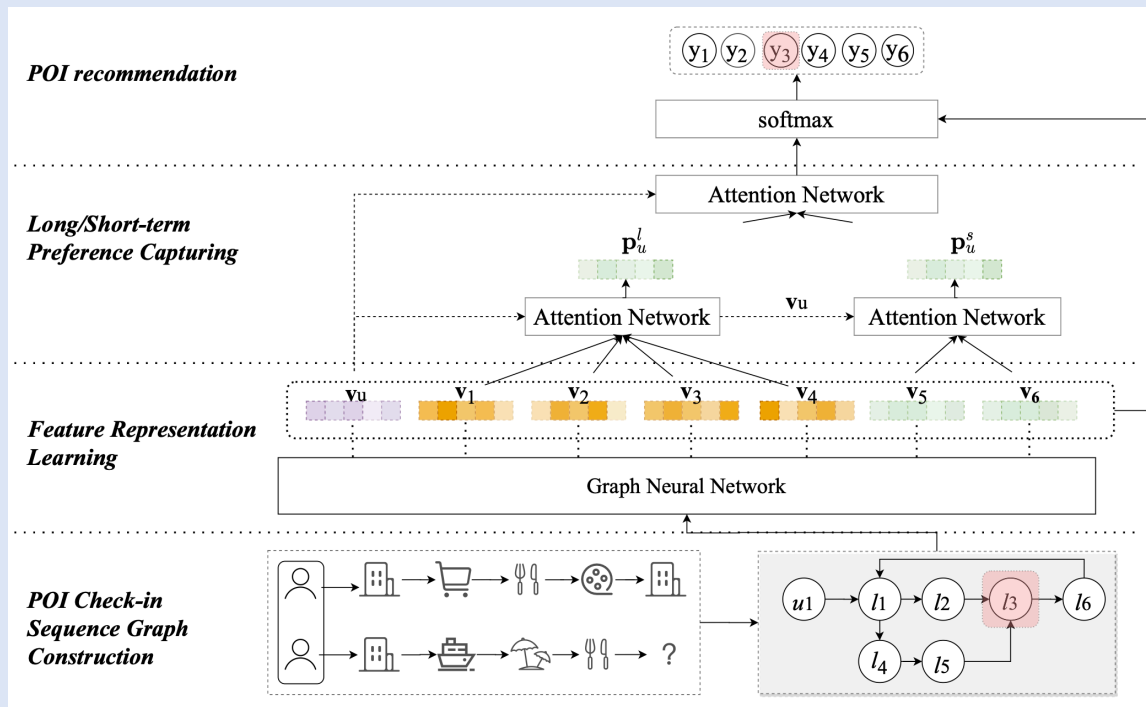 y1 y2 y3 y4 y5 y6
POI recommendation
softmax
Attention Network
Long/Short-term
Preference Capturing
p_u^l
p_u^s
vu
Attention Network
Attention Network
vu
v1
v2
v3
v4
v5
v6
Feature Representation
Learning
Graph Neural Network
POI Check-in
Sequence Graph
Construction
?
u1
l1
l2
l3
l6
l4
l5